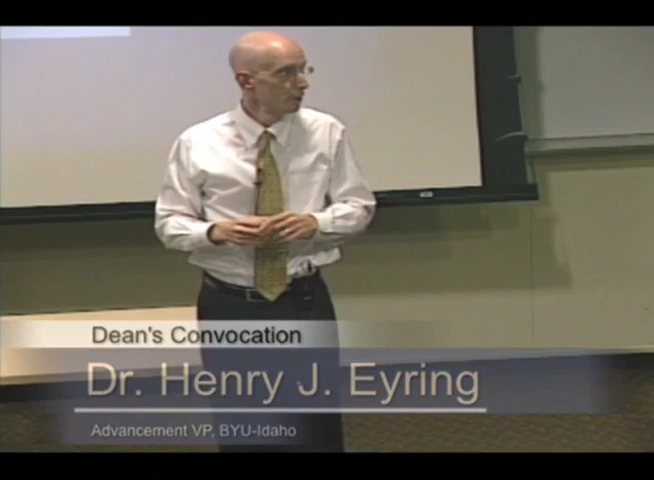 Dean's Convocation
Dr. Henry J. Eyring
Advancement VP, BYU-Idaho